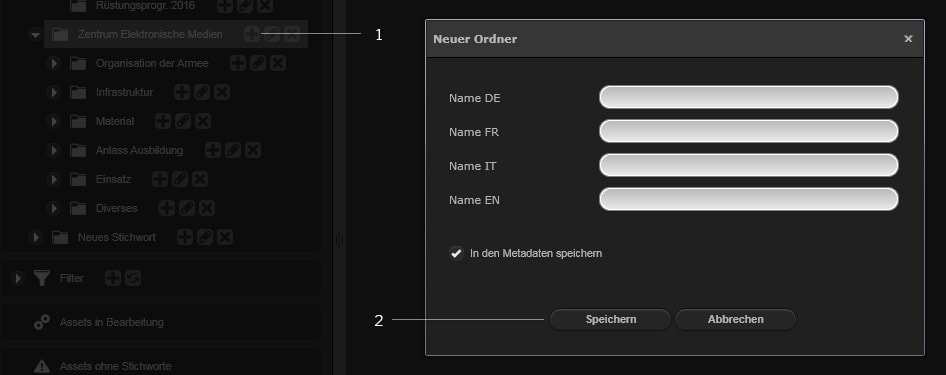 Rüstungsprogr. 2016
Zentrum Elektronische Medien
Organisation der Armee
Infrastruktur
Material
Anlass Ausbildung
Einsatz
Diverses
Neues Stichwort
Filter
Assets in Bearbeitung
Assets ohne Stichworte
1
Neuer Ordner
Name DE
Name FR
Name IT
Name EN
In den Metadaten speichern
2
Speichern
Abbrechen